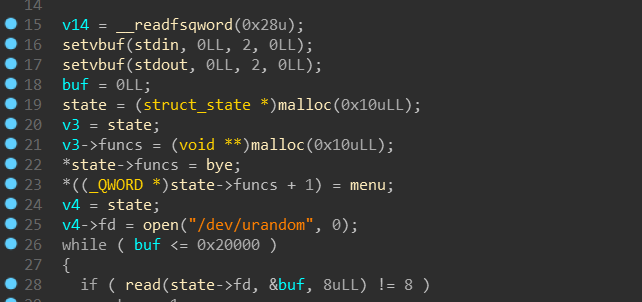 14
15 v14 = __readfsqword(0x28u);
16 setvbuf(stdin, 0LL, 2, 0LL);
17 setvbuf(stdout, 0LL, 2, 0LL);
18 buf = 0LL;
19 state = (struct_state *)malloc(0x10uLL);
20 v3 = state;
21 v3->funcs = (void **)malloc(0x10uLL);
22 *state->funcs = bye;
23 *((_QWORD *)state->funcs + 1) = menu;
24 v4 = state;
25 v4->fd = open("/dev/urandom", 0);
26 while ( buf <= 0x20000 )
27 {
28 if ( read(state->fd, &buf, 8uLL) != 8 )